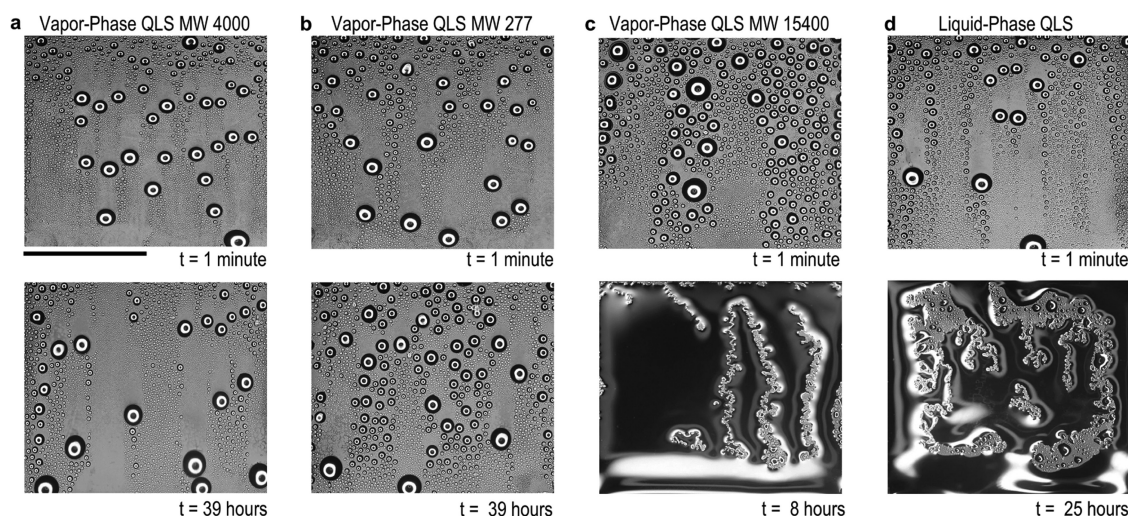 a Vapor-Phase QLS MW 4000
b Vapor-Phase QLS MW 277
c Vapor-Phase QLS MW 15400
d Liquid-Phase QLS
t = 1 minute
t = 1 minute
t = 1 minute
t = 1 minute
t = 39 hours
t = 39 hours
t = 8 hours
t = 25 hours